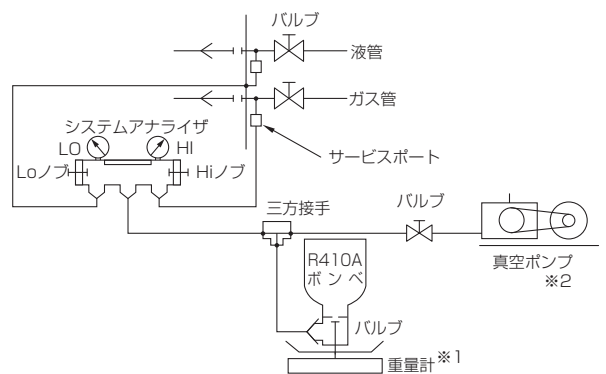 バルブ
液管
ガス管
システムアナライザ
LO
HI
Loノブ
Hiノブ
サービスポート
三方接手
バルブ
R410A
ボンベ
真空ポンプ
※2
バルブ
重量計※1